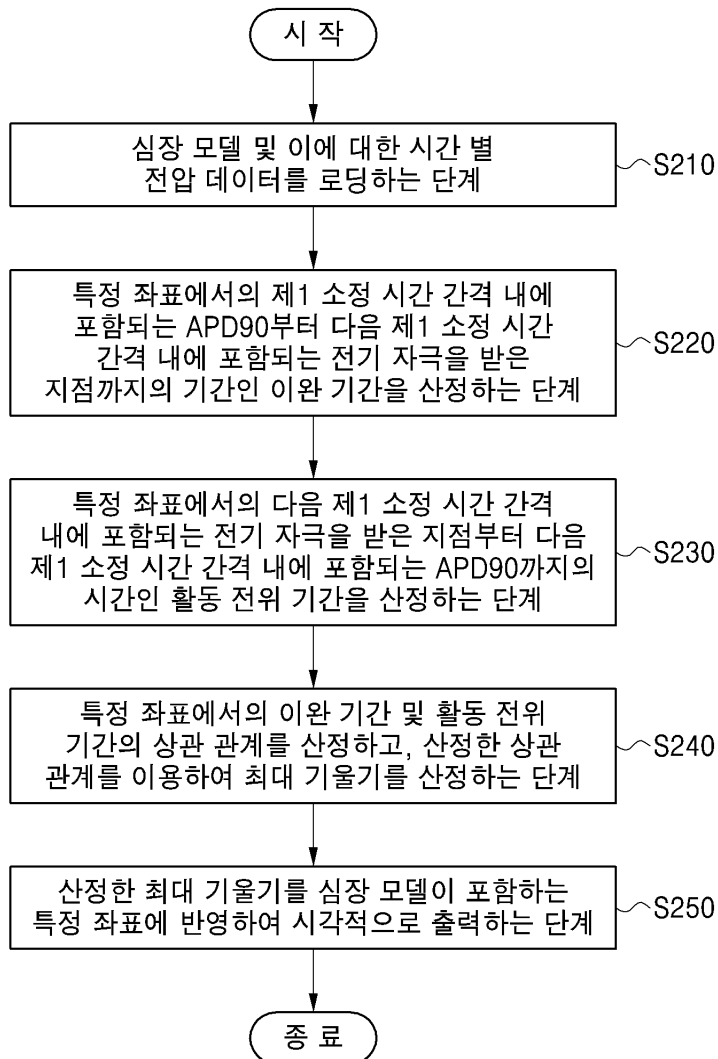 시 작
심장 모델 및 이에 대한 시간 별
전압 데이터를 로딩하는 단계
S210
특정 좌표에서의 제1 소정 시간 간격 내에
포함되는 APD90부터 다음 제1 소정 시간
간격 내에 포함되는 전기 자극을 받은
지점까지의 기간인 이완 기간을 산정하는 단계
S220
특정 좌표에서의 다음 제1 소정 시간 간격
내에 포함되는 전기 자극을 받은 지점부터 다음
제1 소정 시간 간격 내에 포함되는 APD90까지의
시간인 활동 전위 기간을 산정하는 단계
S230
특정 좌표에서의 이완 기간 및 활동 전위
기간의 상관 관계를 산정하고, 산정한 상관
관계를 이용하여 최대 기울기를 산정하는 단계
S240
산정한 최대 기울기를 심장 모델이 포함하는
특정 좌표에 반영하여 시각적으로 출력하는 단계
S250
종 료